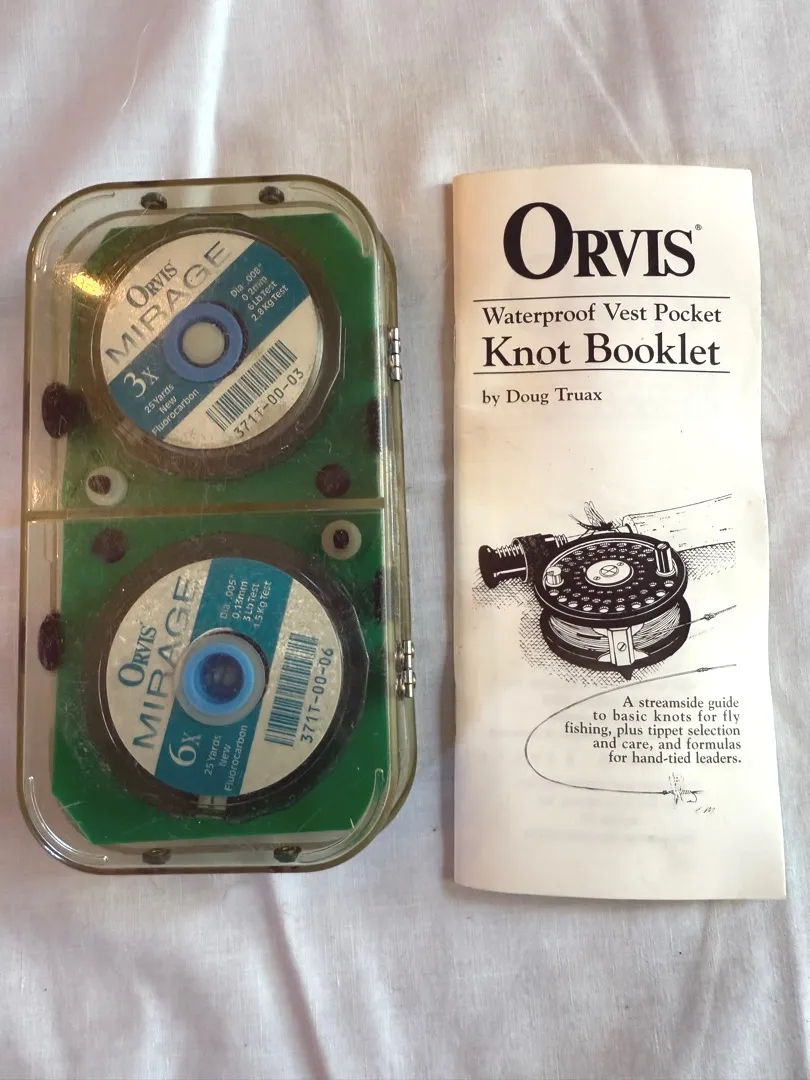 ORVIS
MIRAGE
Dia .008"
0.2mm
6 Lb Test
2.8 Kg Test
3X
25 Yards
New
Fluorocarbon
371T-00-03
ORVIS
MIRAGE
Dia .005"
0.13mm
3 Lb Test
1.5 Kg Test
6X
25 Yards
New
Fluorocarbon
371T-00-06
ORVIS®
Waterproof Vest Pocket
Knot Booklet
by Doug Truax
A streamside guide
to basic knots for fly
fishing, plus tippet selection
and care, and formulas
for hand-tied leaders.